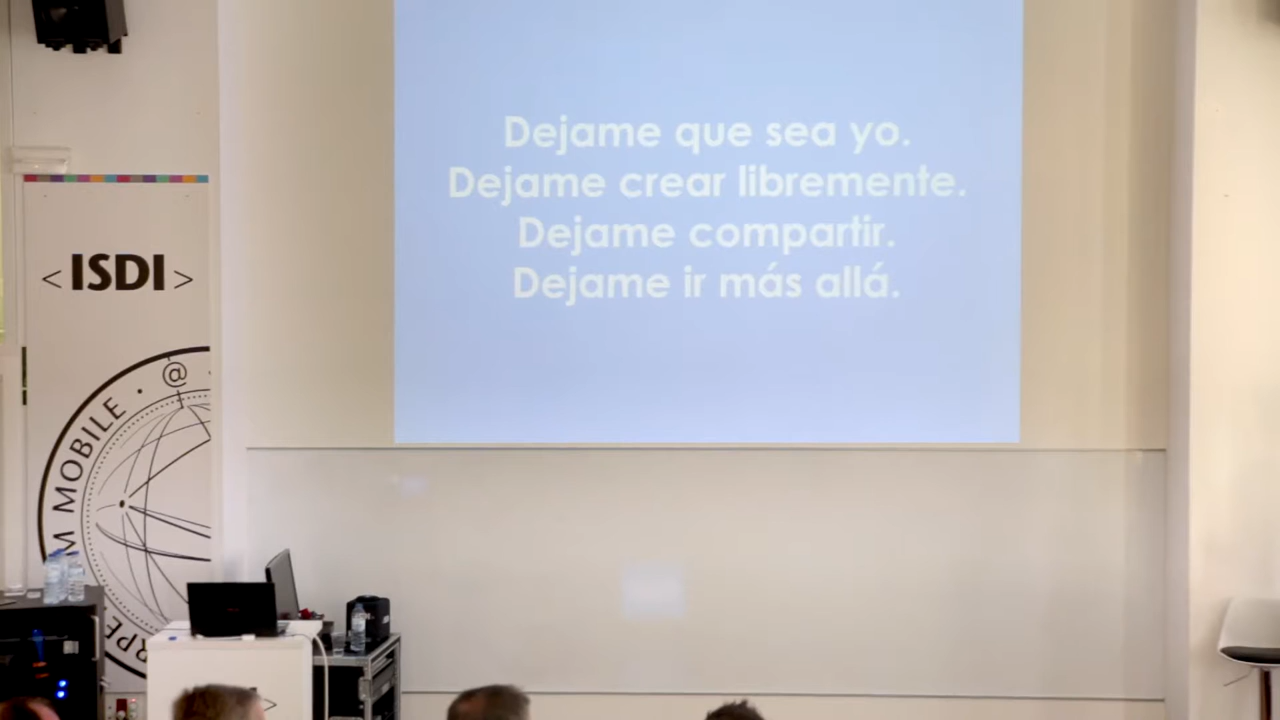 Dejame que sea yo.
Dejame crear libremente.
Dejame compartir.
Dejame ir más allá.
<ISDI>
@
M MOBILE
>